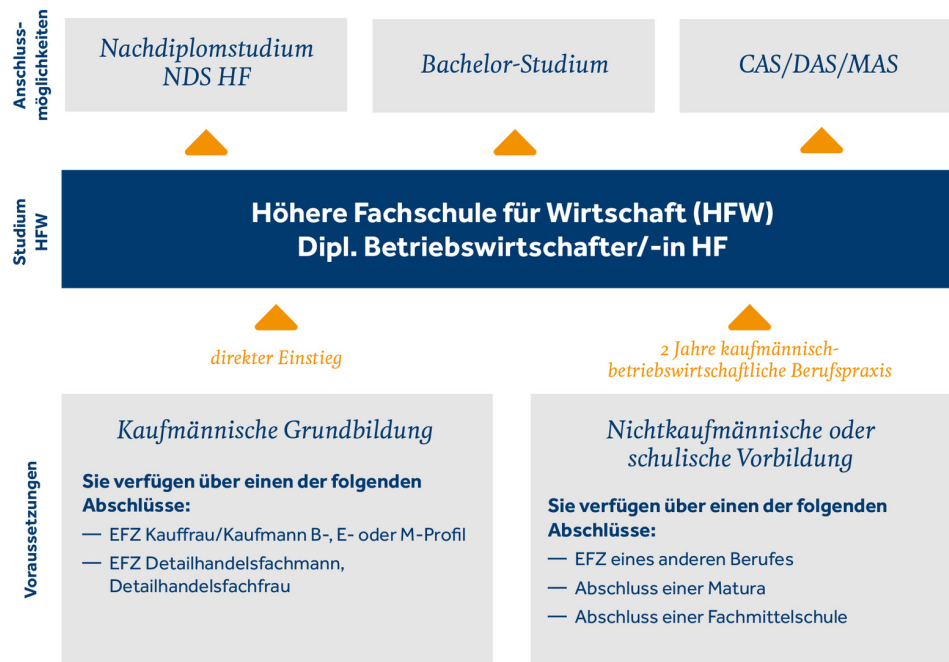 Anschluss-
möglichkeiten
Nachdiplomstudium
NDS HF
Bachelor-Studium
CAS/DAS/MAS
Studium
HFW
Höhere Fachschule für Wirtschaft (HFW)
Dipl. Betriebswirtschafter/-in HF
direkter Einstieg
2 Jahre kaufmännisch-
betriebswirtschaftliche Berufspraxis
Voraussetzungen
Kaufmännische Grundbildung
Sie verfügen über einen der folgenden
Abschlüsse:
— EFZ Kauffrau/Kaufmann B-, E- oder M-Profil
— EFZ Detailhandelsfachmann,
Detailhandelsfachfrau
Nichtkaufmännische oder
schulische Vorbildung
Sie verfügen über einen der folgenden
Abschlüsse:
— EFZ eines anderen Berufes
— Abschluss einer Matura
— Abschluss einer Fachmittelschule